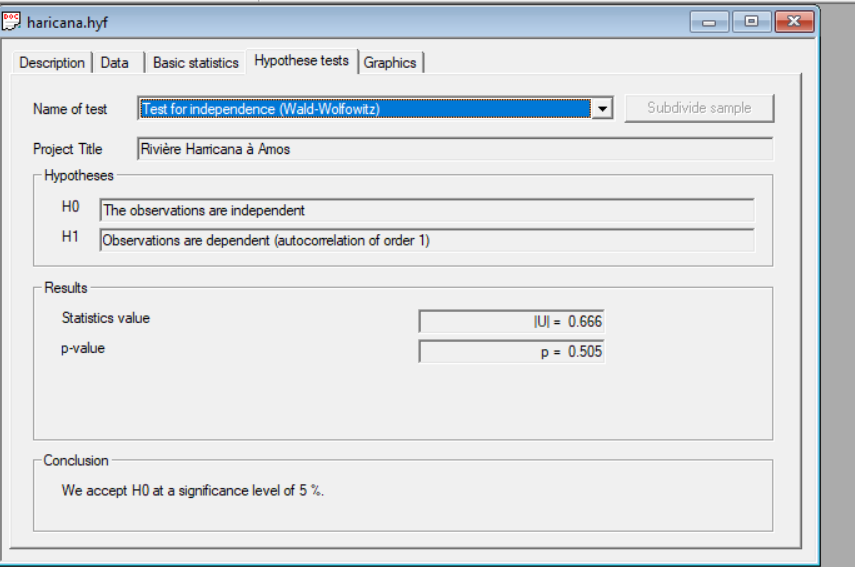 DOC
haricana.hyf
Description Data Basic statistics Hypothese tests Graphics
Name of test Test for independence (Wald-Wolfowitz) Subdivide sample
Project Title Rivière Harricana à Amos
Hypotheses
H0 The observations are independent
H1 Observations are dependent (autocorrelation of order 1)
Results
Statistics value |U| = 0.666
p-value p = 0.505
Conclusion
We accept H0 at a significance level of 5 %.